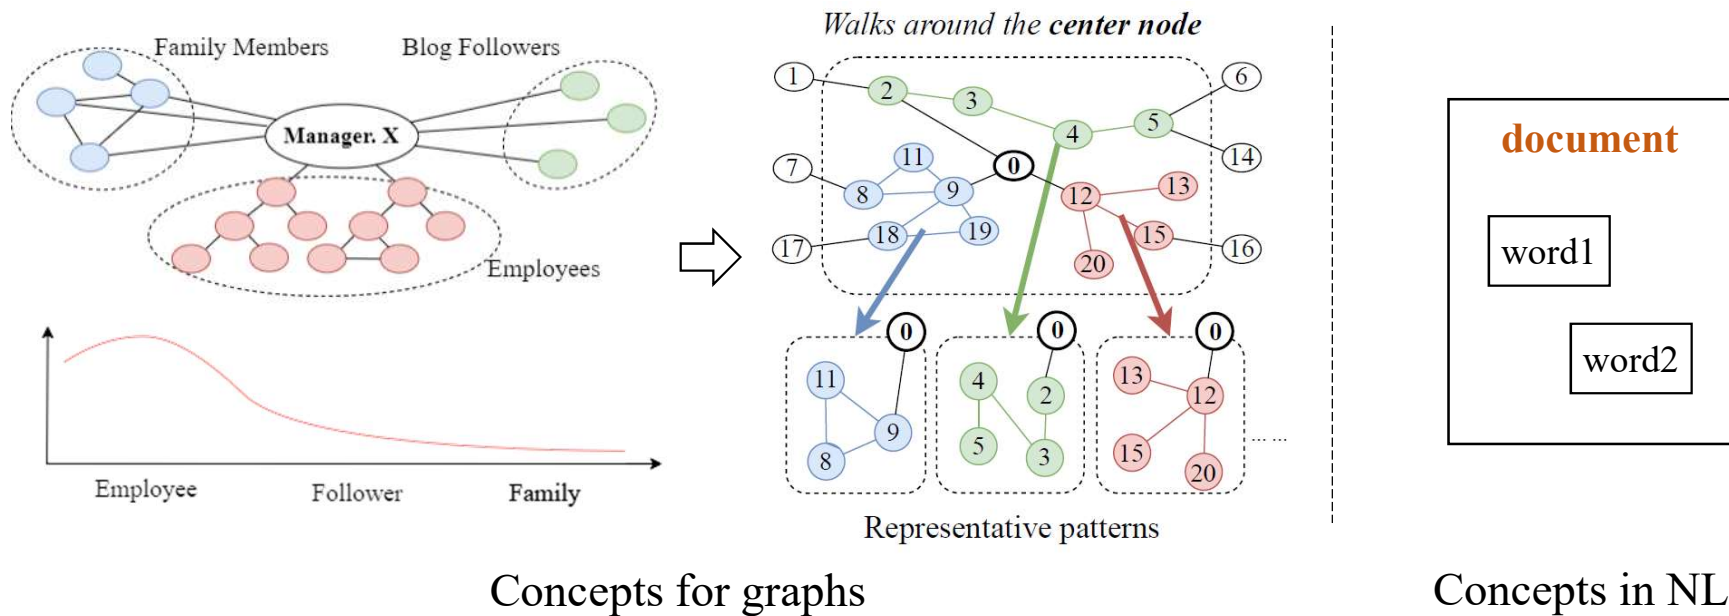 Family Members
Blog Followers
Manager. X
Employees
Employee
Follower
Family
Walks around the center node
1
2
3
4
5
6
7
8
11
9
0
12
13
14
15
16
17
18
19
20
0
11
9
8
0
4
2
5
3
0
13
12
15
20
... ...
Representative patterns
Concepts for graphs
document
word1
word2
Concepts in NL